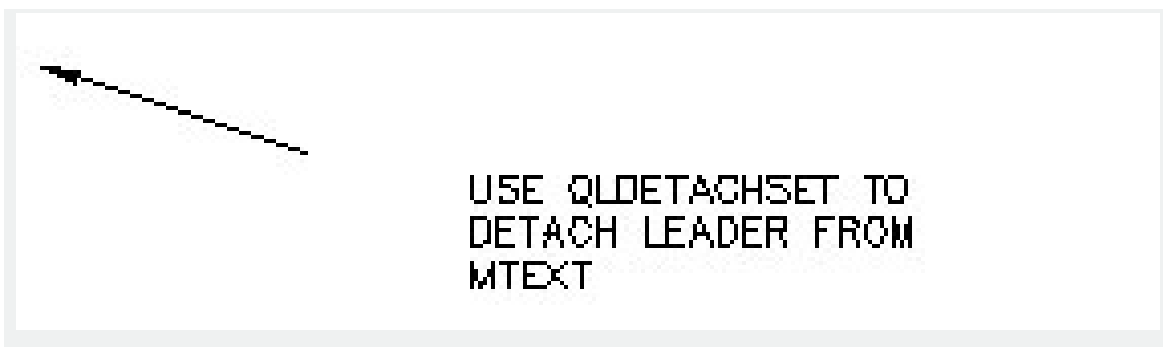 USE QLDETACHSET TO
DETACH LEADER FROM
MTEXT